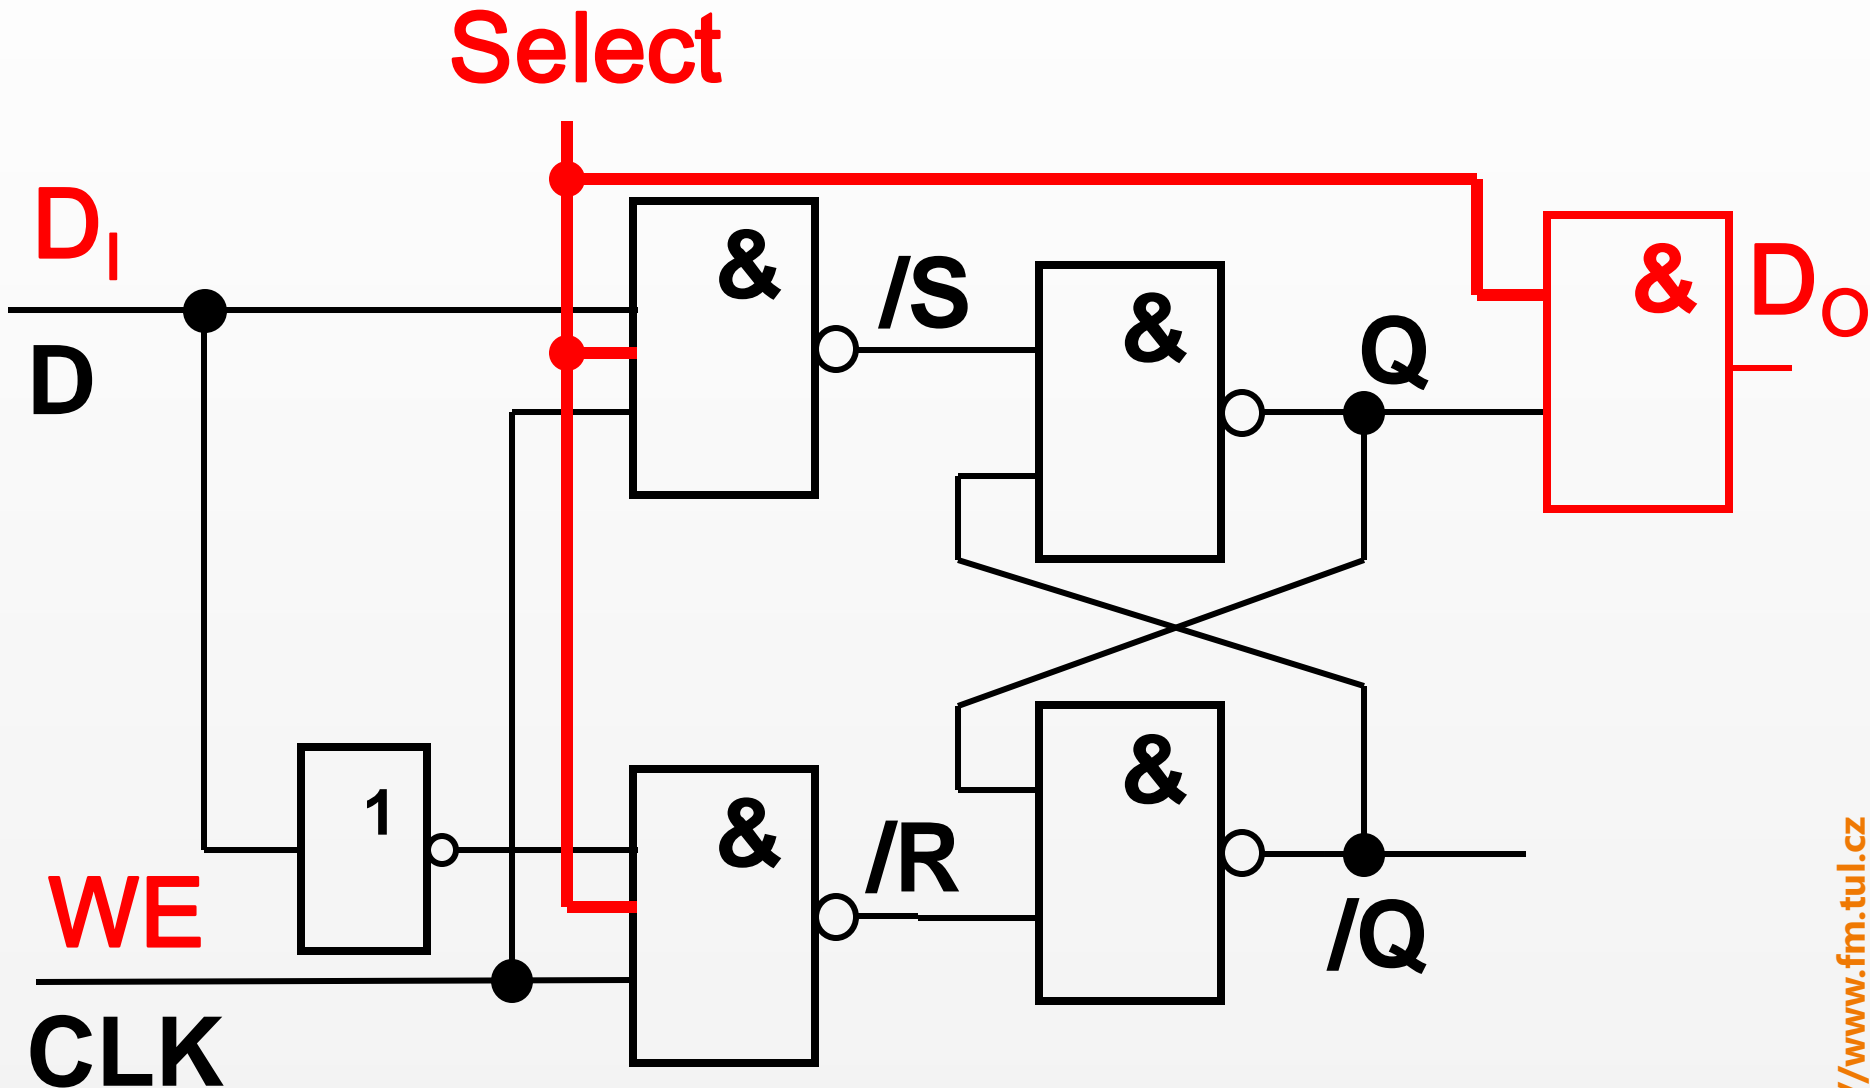 Select
D_I
D
&
/S
&
Q
&
D_O
1
&
/R
&
WE
/Q
CLK
//www.fm.tul.cz